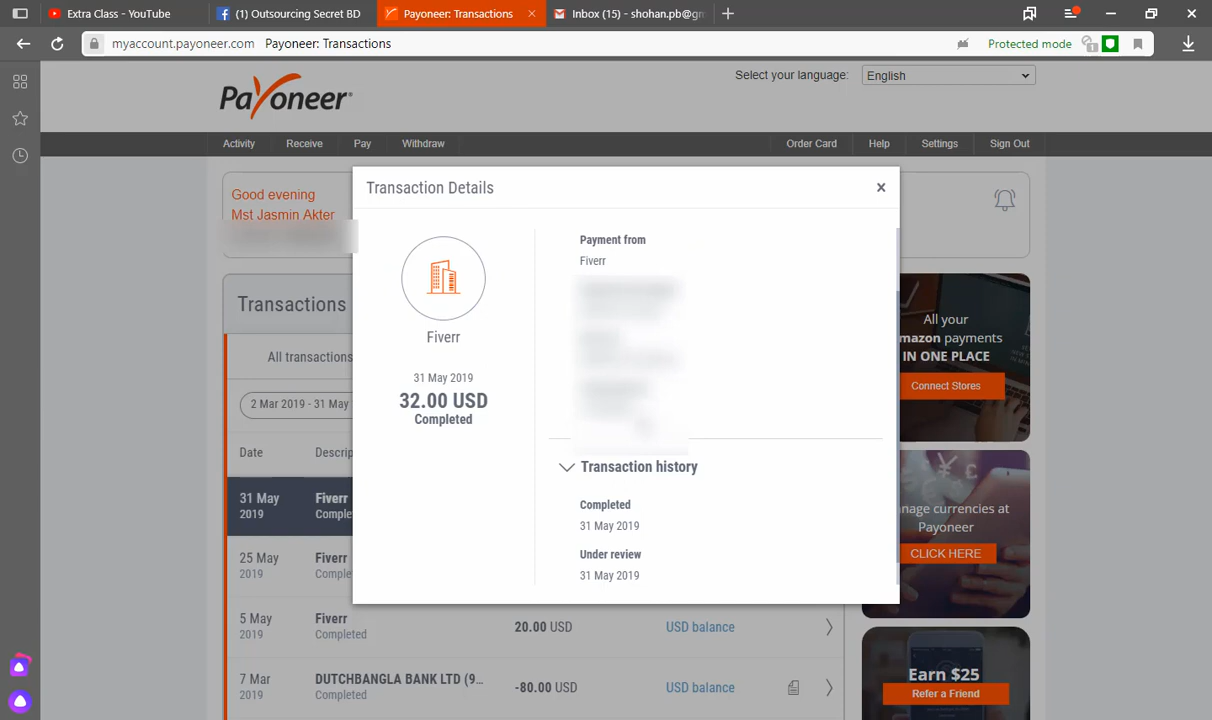 Extra Class - YouTube
(1) Outsourcing Secret BD
Payoneer: Transactions
Inbox (15) - shohan.pb@gm
myaccount.payoneer.com Payoneer: Transactions
Protected mode
Select your language: English
Payoneer
Activity Receive Pay Withdraw Order Card Help Settings Sign Out
Good evening
Mst Jasmin Akter
Transactions
All transactions
2 Mar 2019 - 31 May
Date Descrip
31 May
2019
Fiverr
Comple
25 May
2019
Fiverr
Comple
5 May
2019
Fiverr
Completed
20.00 USD
USD balance
7 Mar
2019
DUTCHBANGLA BANK LTD (9...
Completed
-80.00 USD
USD balance
Transaction Details
Fiverr
31 May 2019
32.00 USD
Completed
Payment from
Fiverr
Transaction history
Completed
31 May 2019
Under review
31 May 2019
All your
mazon payments
IN ONE PLACE
Connect Stores
nage currencies at
Payoneer
CLICK HERE
Earn $25
Refer a Friend